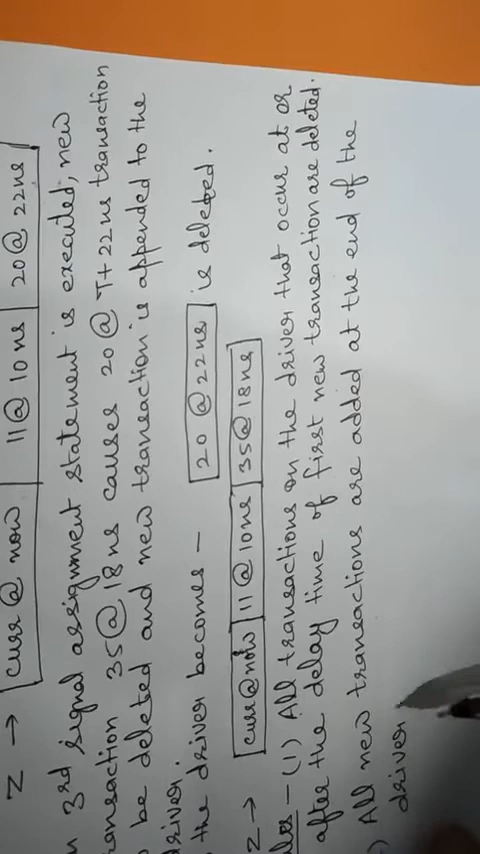 Z → curr @ now | 11 @ 10 ns | 20 @ 22 ns
3rd signal assignment statement is executed, new
transaction 35@18 ns causes 20 @ T+22 ns transaction
be deleted and new transaction is appended to the
driver.
the driver becomes - 20 @ 22 ns is deleted.
Z → curr @ now | 11 @ 10 ns | 35 @ 18 ns
- (1) All transactions on the driver that occur at or
after the delay time of first new transaction are deleted.
) All new transactions are added at the end of the
driver